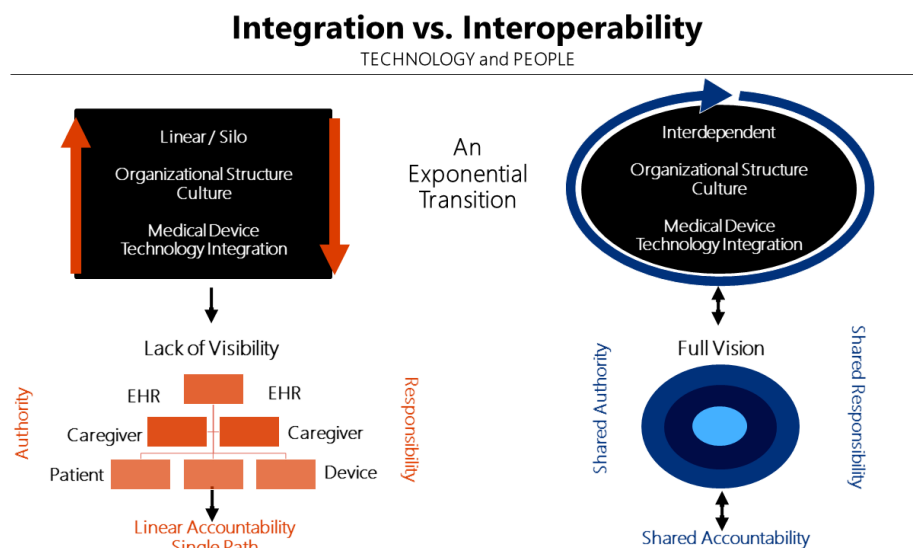 Integration vs. Interoperability
TECHNOLOGY and PEOPLE
Linear / Silo
Organizational Structure
Culture
Medical Device
Technology Integration
An
Exponential
Transition
Interdependent
Organizational Structure
Culture
Medical Device
Technology Integration
Lack of Visibility
Authority
EHR
EHR
Caregiver
Caregiver
Patient
Device
Responsibility
Linear Accountability
Single Path
Full Vision
Shared Authority
Shared Responsibility
Shared Accountability